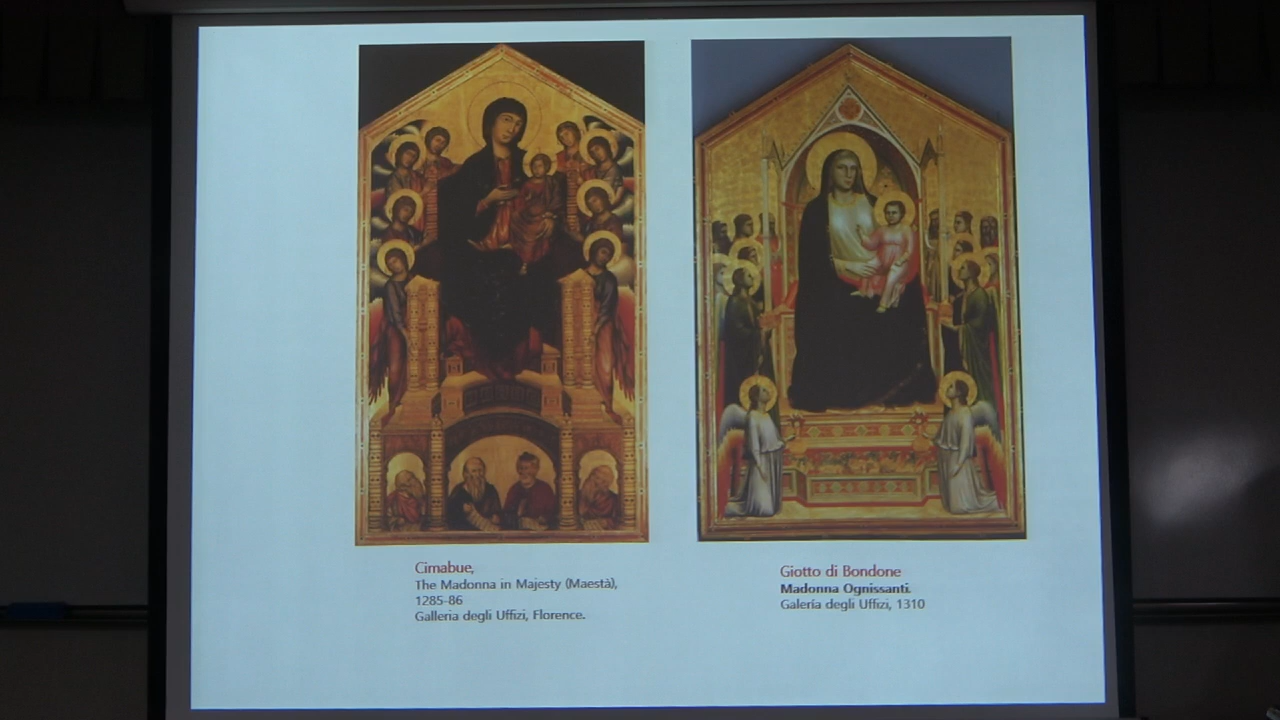 Cimabue,
The Madonna in Majesty (Maestà),
1285-86
Galleria degli Uffizi, Florence.
Giotto di Bondone
Madonna Ognissanti.
Galería degli Uffizi, 1310